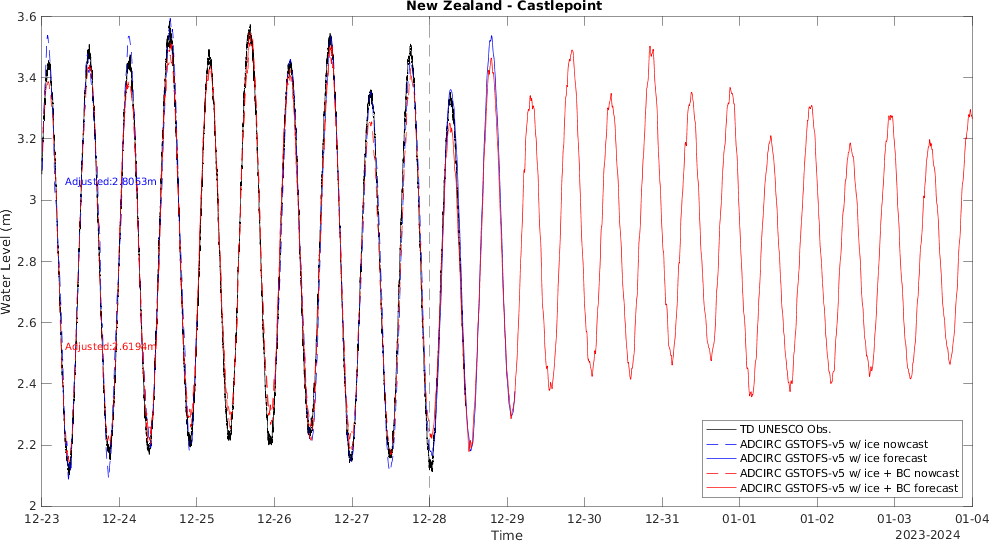 New Zealand - Castlepoint
Water Level (m)
3.6
3.4
3.2
3
2.8
2.6
2.4
2.2
2
Adjusted:2.8063m
Adjusted:2.6194m
TD UNESCO Obs.
ADCIRC GSTOFS-v5 w/ ice nowcast
ADCIRC GSTOFS-v5 w/ ice forecast
ADCIRC GSTOFS-v5 w/ ice + BC nowcast
ADCIRC GSTOFS-v5 w/ ice + BC forecast
12-23 12-24 12-25 12-26 12-27 12-28 12-29 12-30 12-31 01-01 01-02 01-03 01-04
Time
2023-2024